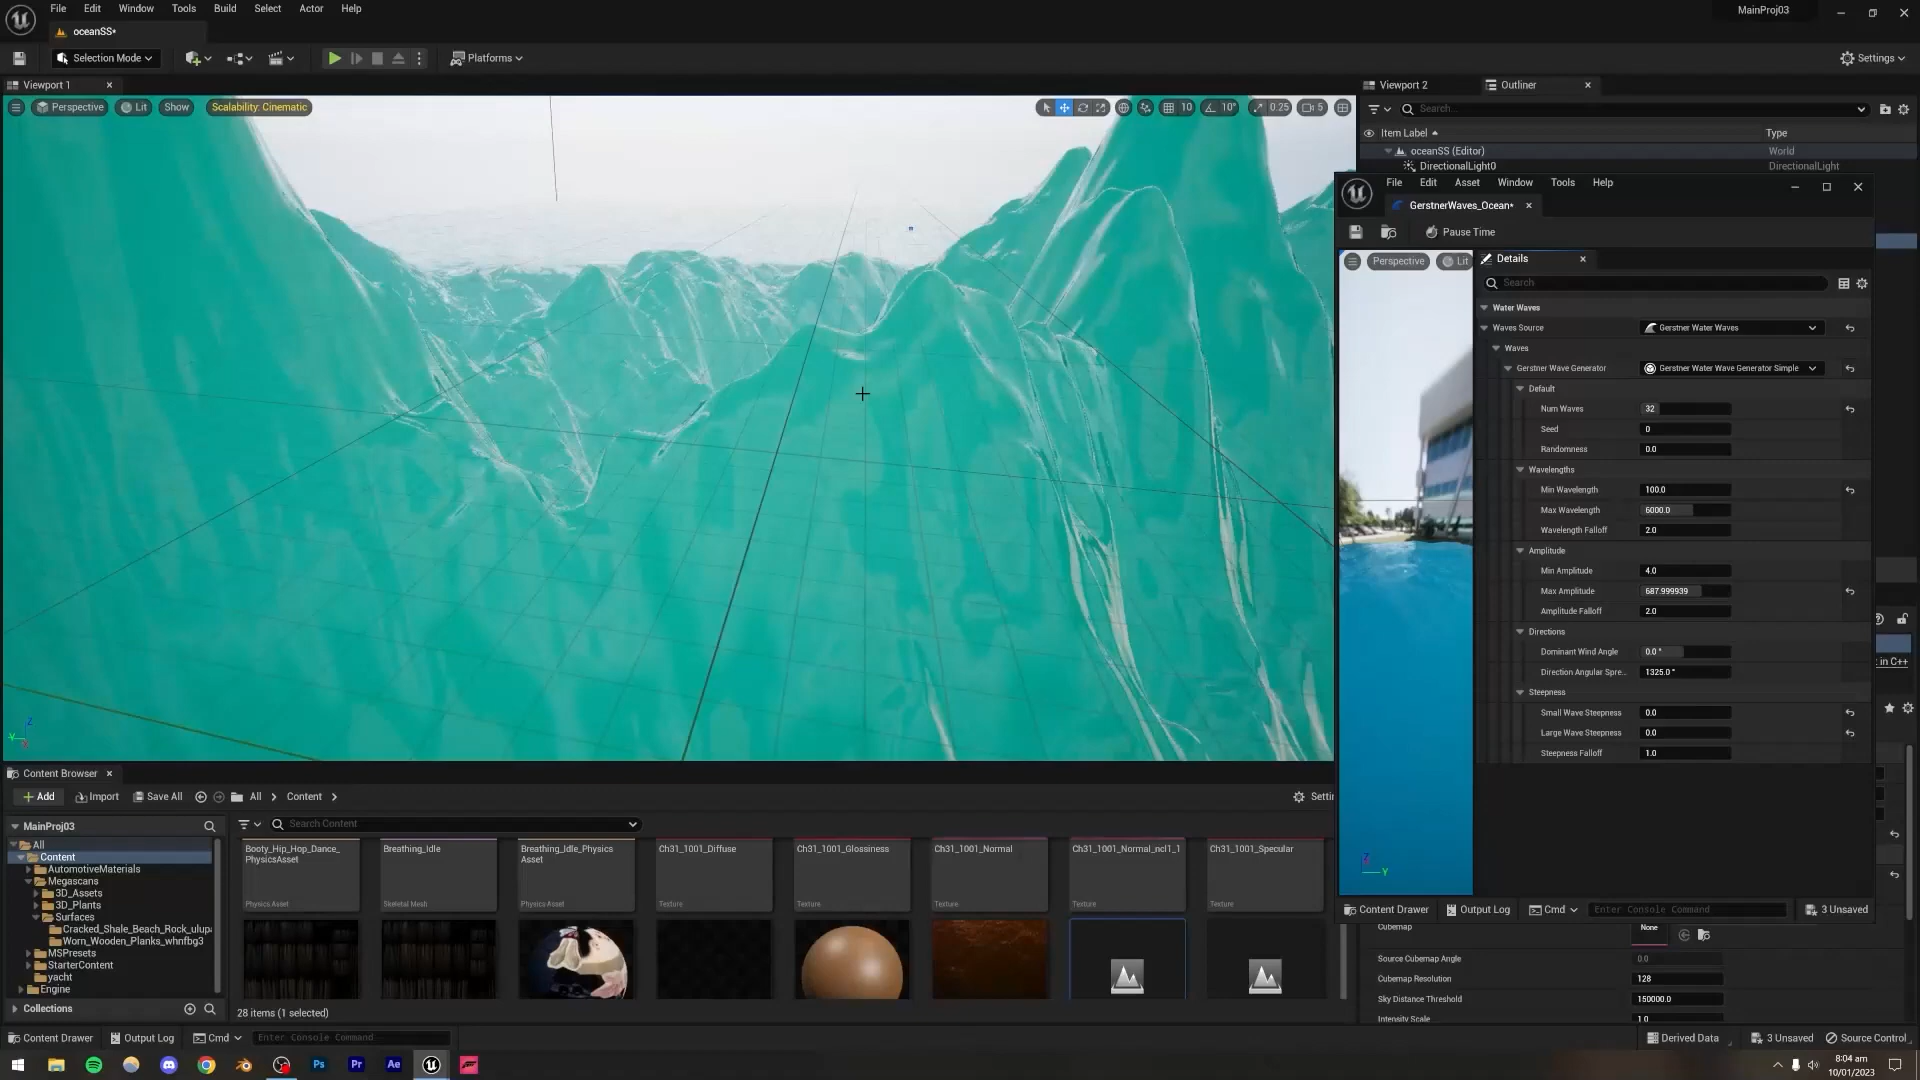 File Edit Window Tools Build Select Actor Help
MainProj03
oceanSS*
Selection Mode
Platforms
Settings
Viewport 1
Viewport 2
Outliner
Perspective
Lit
Show
Scalability: Cinematic
10
10°
0.25
5
Search...
Item Label
Type
oceanSS (Editor)
World
DirectionalLight0
DirectionalLight
File Edit Asset Window Tools Help
GerstnerWaves_Ocean*
Pause Time
Perspective
Lit
Details
Search
Water Waves
Waves Source
Gerstner Water Waves
Waves
Gerstner Wave Generator
Gerstner Water Wave Generator Simple
Default
Num Waves
32
Seed
0
Randomness
0.0
Wavelengths
Min Wavelength
100.0
Max Wavelength
6000.0
Wavelength Falloff
2.0
Amplitude
Min Amplitude
4.0
Max Amplitude
687.999939
Amplitude Falloff
2.0
Directions
Dominant Wind Angle
0.0 °
Direction Angular Spre...
1325.0 °
Steepness
Small Wave Steepness
0.0
Large Wave Steepness
0.0
Steepness Falloff
1.0
in C++
Content Drawer
Output Log
Cmd
Enter Console Command
3 Unsaved
Cubemap
None
Source Cubemap Angle
0.0
Cubemap Resolution
128
Sky Distance Threshold
150000.0
Intensity Scale
1.0
Content Browser
Add
Import
Save All
All
Content
Settin
MainProj03
Search Content
All
Content
AutomotiveMaterials
Megascans
3D_Assets
3D_Plants
Surfaces
Cracked_Shale_Beach_Rock_ulup
Worn_Wooden_Planks_whnfbg3
MSPresets
StarterContent
yacht
Engine
Collections
Booty_Hip_Hop_Dance_
PhysicsAsset
Physics Asset
Breathing_Idle
Skeletal Mesh
Breathing_Idle_Physics
Asset
Physics Asset
Ch31_1001_Diffuse
Texture
Ch31_1001_Glossiness
Texture
Ch31_1001_Normal
Texture
Ch31_1001_Normal_ncl1_1
Texture
Ch31_1001_Specular
Texture
28 items (1 selected)
Content Drawer
Output Log
Cmd
Enter Console Command
Derived Data
3 Unsaved
Source Control
Ps
Pr
Ae
8:04 am
10/01/2023
Z
Y
X
Z
Y